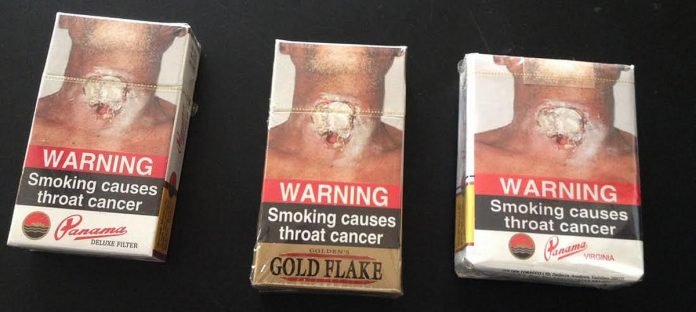 WARNING
Smoking causes
throat cancer
Panama
DELUXE FILTER
WARNING
Smoking causes
throat cancer
GOLDEN'S
GOLD FLAKE
WARNING
Smoking causes
throat cancer
Panama
VIRGINIA